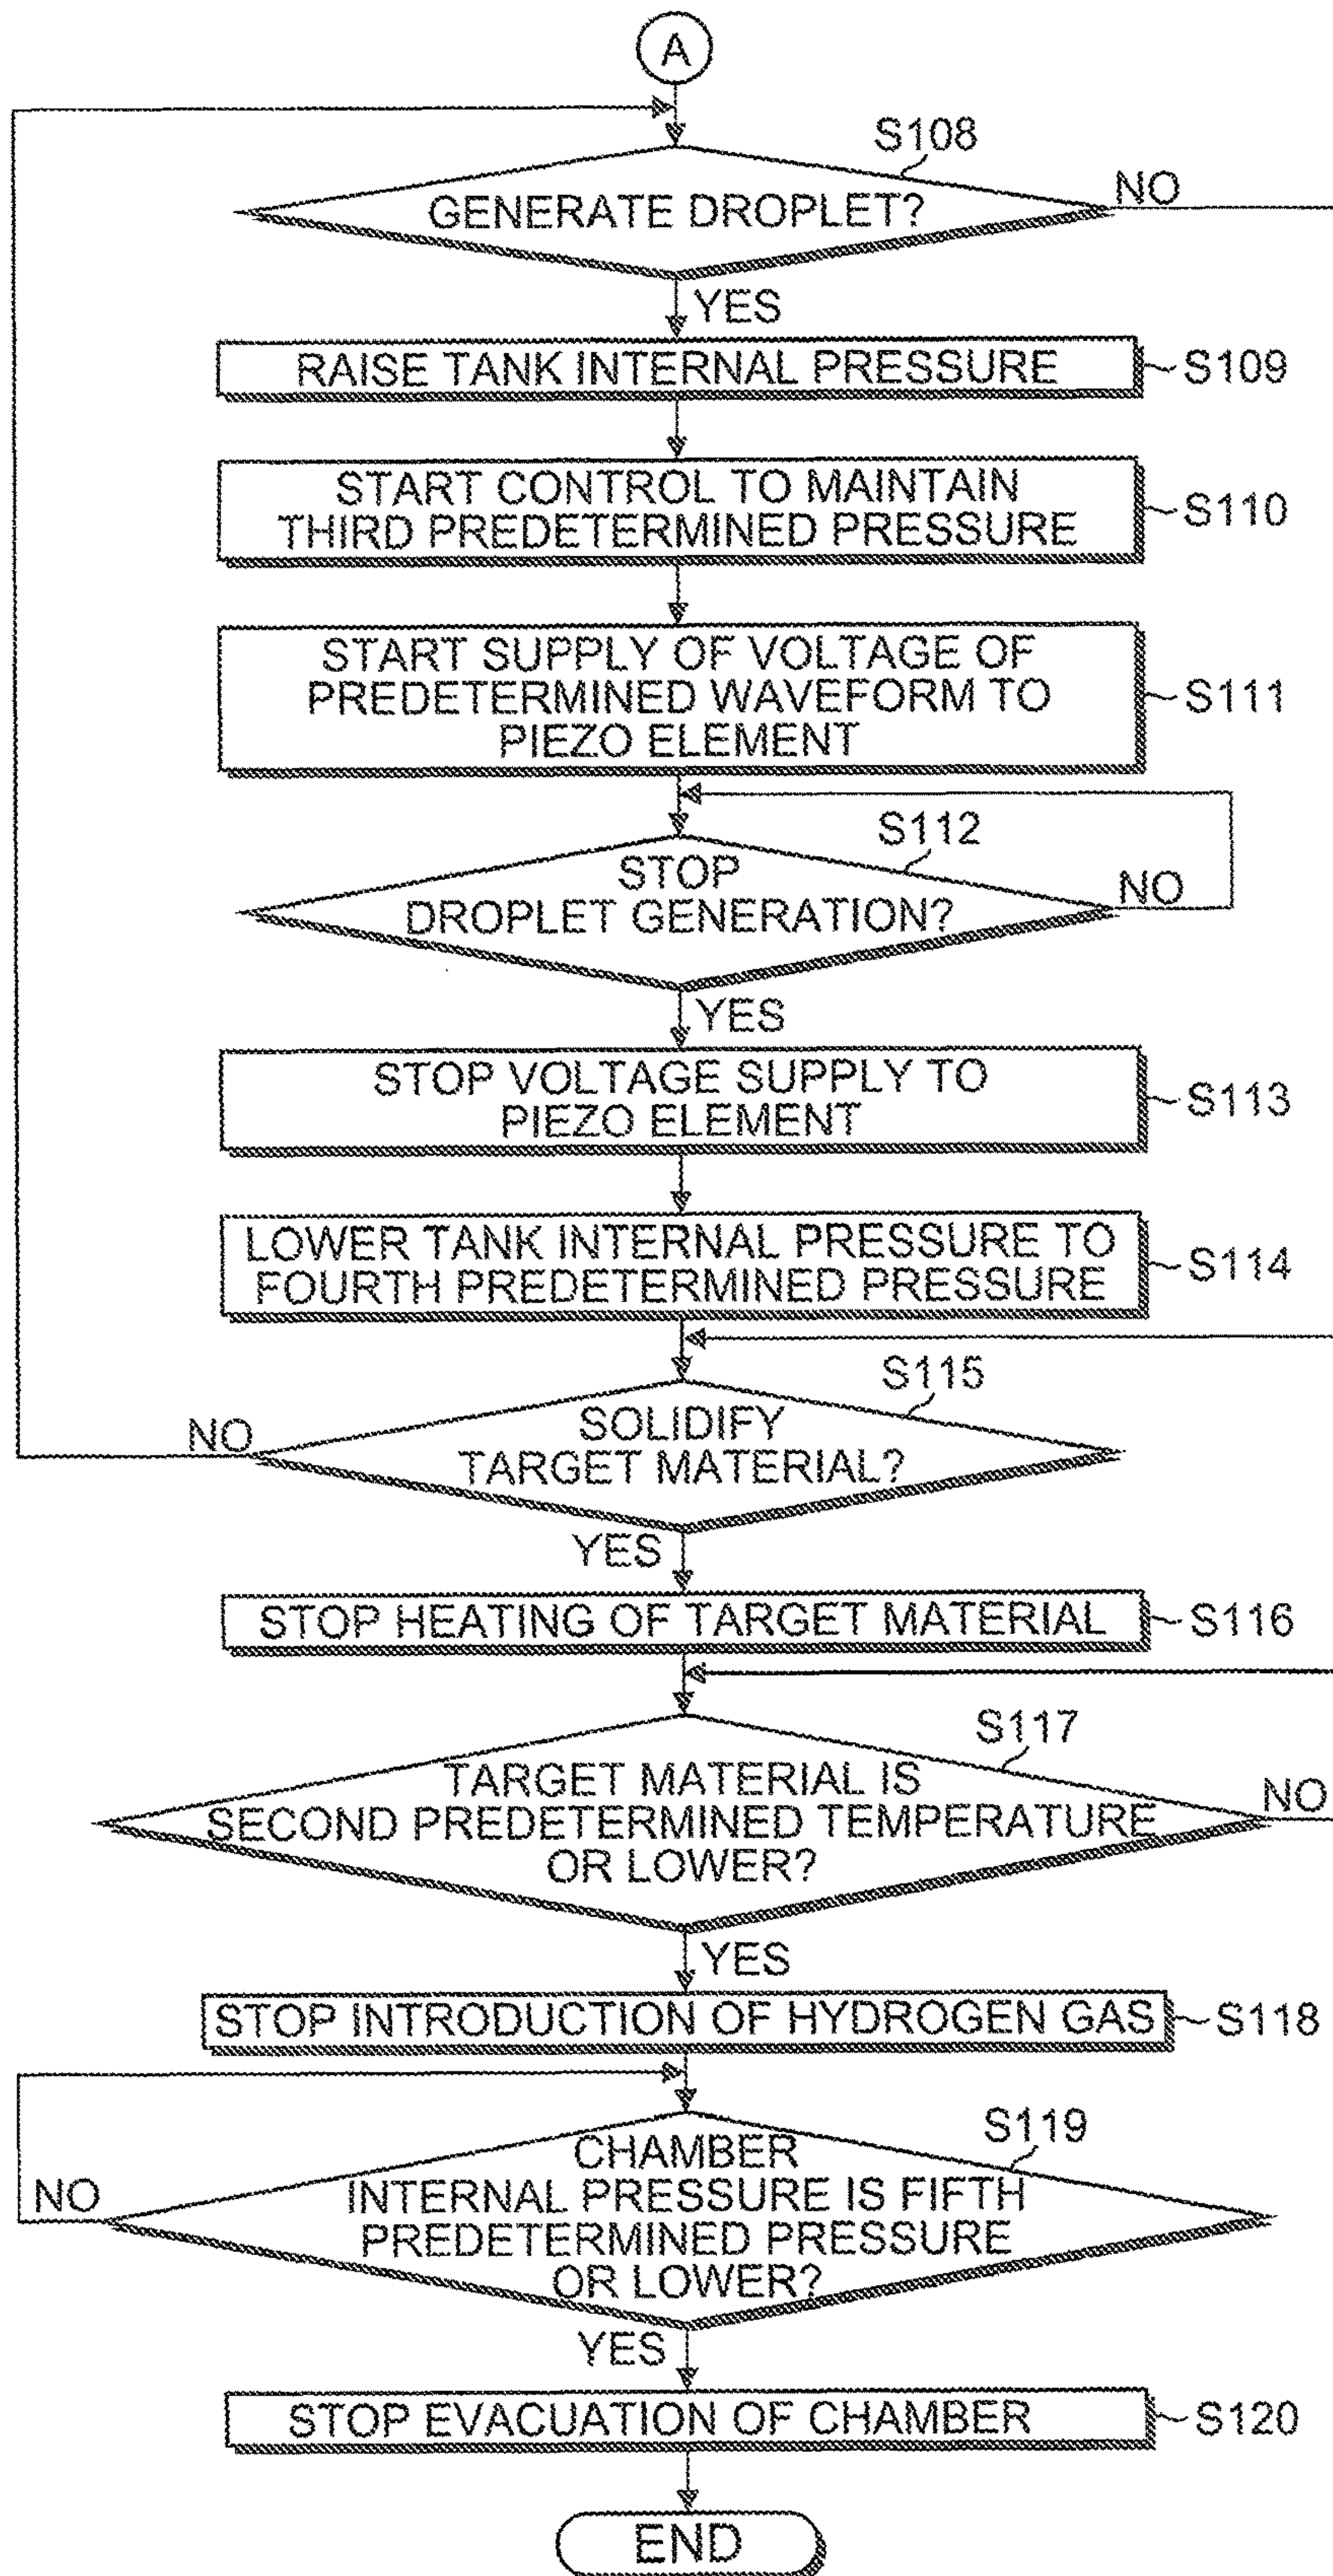 A
S108
GENERATE DROPLET?
NO
YES
RAISE TANK INTERNAL PRESSURE
S109
START CONTROL TO MAINTAIN
THIRD PREDETERMINED PRESSURE
S110
START SUPPLY OF VOLTAGE OF
PREDETERMINED WAVEFORM TO
PIEZO ELEMENT
S111
S112
STOP
DROPLET GENERATION?
NO
YES
STOP VOLTAGE SUPPLY TO
PIEZO ELEMENT
S113
LOWER TANK INTERNAL PRESSURE TO
FOURTH PREDETERMINED PRESSURE
S114
S115
SOLIDIFY
TARGET MATERIAL?
NO
YES
STOP HEATING OF TARGET MATERIAL
S116
S117
TARGET MATERIAL IS
SECOND PREDETERMINED TEMPERATURE
OR LOWER?
NO
YES
STOP INTRODUCTION OF HYDROGEN GAS
S118
S119
CHAMBER
INTERNAL PRESSURE IS FIFTH
PREDETERMINED PRESSURE
OR LOWER?
NO
YES
STOP EVACUATION OF CHAMBER
S120
END